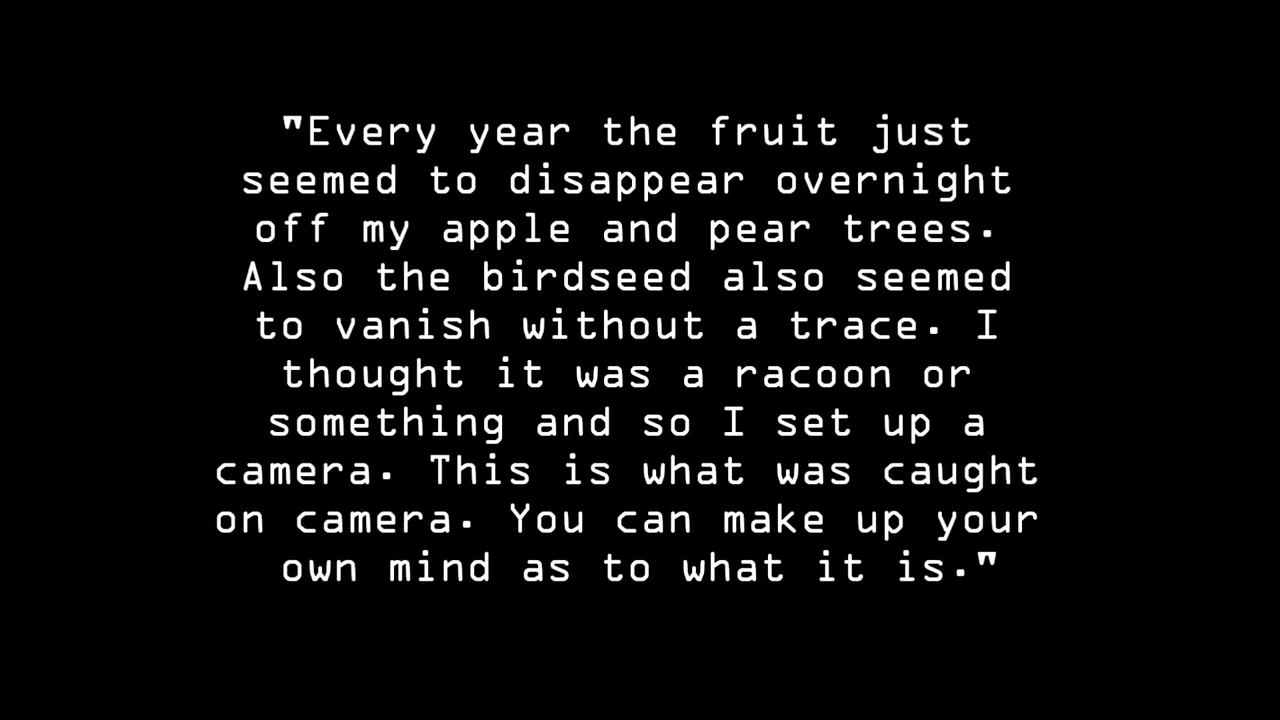 "Every year the fruit just
seemed to disappear overnight
off my apple and pear trees.
Also the birdseed also seemed
to vanish without a trace. I
thought it was a racoon or
something and so I set up a
camera. This is what was caught
on camera. You can make up your
own mind as to what it is."